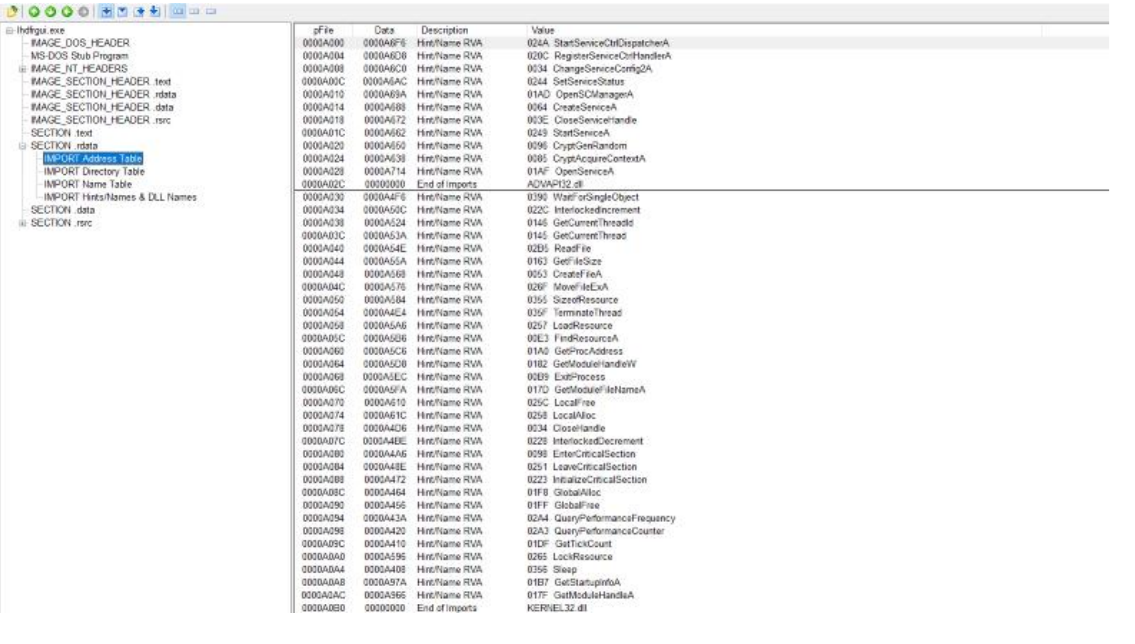 lhdfrgui.exe
IMAGE_DOS_HEADER
MS-DOS Stub Program
IMAGE_NT_HEADERS
IMAGE_SECTION_HEADER .text
IMAGE_SECTION_HEADER .rdata
IMAGE_SECTION_HEADER .data
IMAGE_SECTION_HEADER .rsrc
SECTION .text
SECTION .rdata
IMPORT Address Table
IMPORT Directory Table
IMPORT Name Table
IMPORT Hints/Names & DLL Names
SECTION .data
SECTION .rsrc
pFile Data Description Value
0000A000 0000A6F6 Hint/Name RVA 024A StartServiceCtrlDispatcherA
0000A004 0000A6D8 Hint/Name RVA 020C RegisterServiceCtrlHandlerA
0000A008 0000A6C0 Hint/Name RVA 0034 ChangeServiceConfig2A
0000A00C 0000A6AC Hint/Name RVA 0244 SetServiceStatus
0000A010 0000A69A Hint/Name RVA 01AD OpenSCManagerA
0000A014 0000A688 Hint/Name RVA 0064 CreateServiceA
0000A018 0000A672 Hint/Name RVA 003E CloseServiceHandle
0000A01C 0000A662 Hint/Name RVA 0249 StartServiceA
0000A020 0000A650 Hint/Name RVA 0096 CryptGenRandom
0000A024 0000A638 Hint/Name RVA 0085 CryptAcquireContextA
0000A028 0000A714 Hint/Name RVA 01AF OpenServiceA
0000A02C 00000000 End of Imports ADVAPI32.dll
0000A030 0000A4F6 Hint/Name RVA 0390 WaitForSingleObject
0000A034 0000A50C Hint/Name RVA 022C InterlockedIncrement
0000A038 0000A524 Hint/Name RVA 0146 GetCurrentThreadId
0000A03C 0000A53A Hint/Name RVA 0145 GetCurrentThread
0000A040 0000A54E Hint/Name RVA 02B5 ReadFile
0000A044 0000A55A Hint/Name RVA 0163 GetFileSize
0000A048 0000A568 Hint/Name RVA 0053 CreateFileA
0000A04C 0000A576 Hint/Name RVA 026F MoveFileExA
0000A050 0000A584 Hint/Name RVA 0355 SizeofResource
0000A054 0000A4E4 Hint/Name RVA 035F TerminateThread
0000A058 0000A5A6 Hint/Name RVA 0257 LoadResource
0000A05C 0000A5B6 Hint/Name RVA 00E3 FindResourceA
0000A060 0000A5C6 Hint/Name RVA 01A0 GetProcAddress
0000A064 0000A5D8 Hint/Name RVA 0182 GetModuleHandleW
0000A068 0000A5EC Hint/Name RVA 00B9 ExitProcess
0000A06C 0000A5FA Hint/Name RVA 017D GetModuleFileNameA
0000A070 0000A610 Hint/Name RVA 025C LocalFree
0000A074 0000A61C Hint/Name RVA 0258 LocalAlloc
0000A078 0000A4D6 Hint/Name RVA 0034 CloseHandle
0000A07C 0000A4BE Hint/Name RVA 0228 InterlockedDecrement
0000A080 0000A4A6 Hint/Name RVA 0098 EnterCriticalSection
0000A084 0000A48E Hint/Name RVA 0251 LeaveCriticalSection
0000A088 0000A472 Hint/Name RVA 0223 InitializeCriticalSection
0000A08C 0000A464 Hint/Name RVA 01F8 GlobalAlloc
0000A090 0000A456 Hint/Name RVA 01FF GlobalFree
0000A094 0000A43A Hint/Name RVA 02A4 QueryPerformanceFrequency
0000A098 0000A420 Hint/Name RVA 02A3 QueryPerformanceCounter
0000A09C 0000A410 Hint/Name RVA 01DF GetTickCount
0000A0A0 0000A596 Hint/Name RVA 0265 LockResource
0000A0A4 0000A408 Hint/Name RVA 0356 Sleep
0000A0A8 0000A97A Hint/Name RVA 01B7 GetStartupInfoA
0000A0AC 0000A966 Hint/Name RVA 017F GetModuleHandleA
0000A0B0 00000000 End of Imports KERNEL32.dll